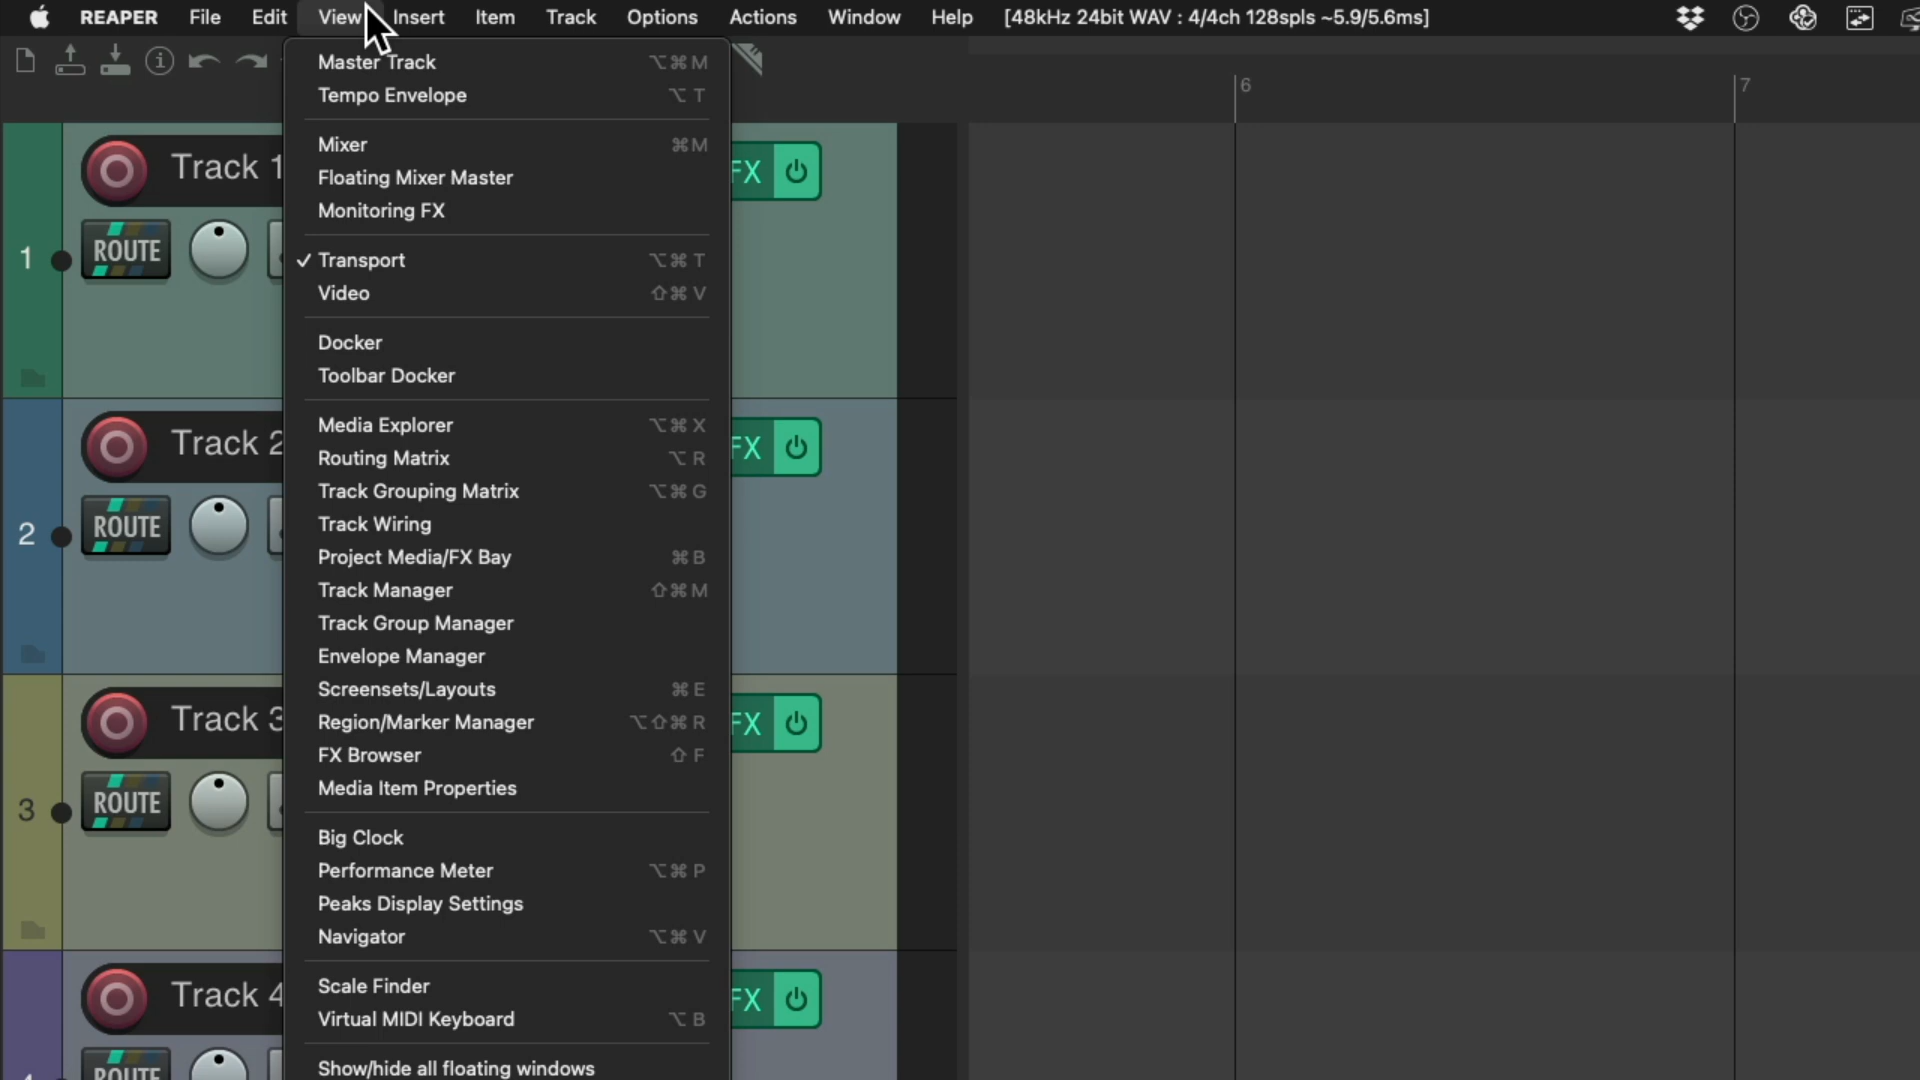 REAPER File Edit View Insert Item Track Options Actions Window Help [48kHz 24bit WAV : 4/4ch 128spls ~5.9/5.6ms]
Master Track ⌥⌘M
Tempo Envelope ⌥T
Mixer ⌘M
Floating Mixer Master
Monitoring FX
✓ Transport ⌥⌘T
Video ⇧⌘V
Docker
Toolbar Docker
Media Explorer ⌥⌘X
Routing Matrix ⌥R
Track Grouping Matrix ⌥⌘G
Track Wiring
Project Media/FX Bay ⌘B
Track Manager ⇧⌘M
Track Group Manager
Envelope Manager
Screensets/Layouts ⌘E
Region/Marker Manager ⌥⇧⌘R
FX Browser ⇧F
Media Item Properties
Big Clock
Performance Meter ⌥⌘P
Peaks Display Settings
Navigator ⌥⌘V
Scale Finder
Virtual MIDI Keyboard ⌥B
Show/hide all floating windows
6 7
Track 1 FX
1 ROUTE
Track 2 FX
2 ROUTE
Track 3 FX
3 ROUTE
Track 4 FX
ROUTE